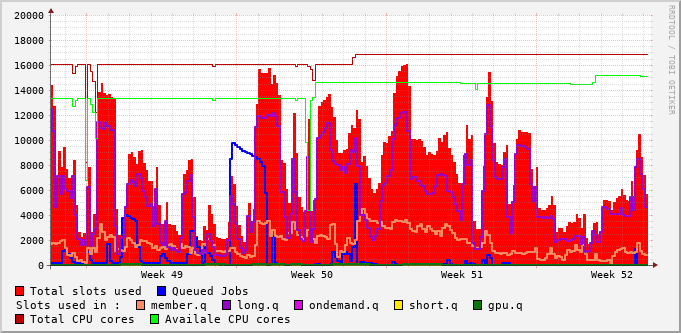 20000
18000
16000
14000
12000
10000
8000
6000
4000
2000
0
Week 49 Week 50 Week 51 Week 52
Total slots used Queued Jobs
Slots used in : member.q long.q ondemand.q short.q gpu.q
Total CPU cores Availale CPU cores
RRDTOOL / TOBI OETIKER